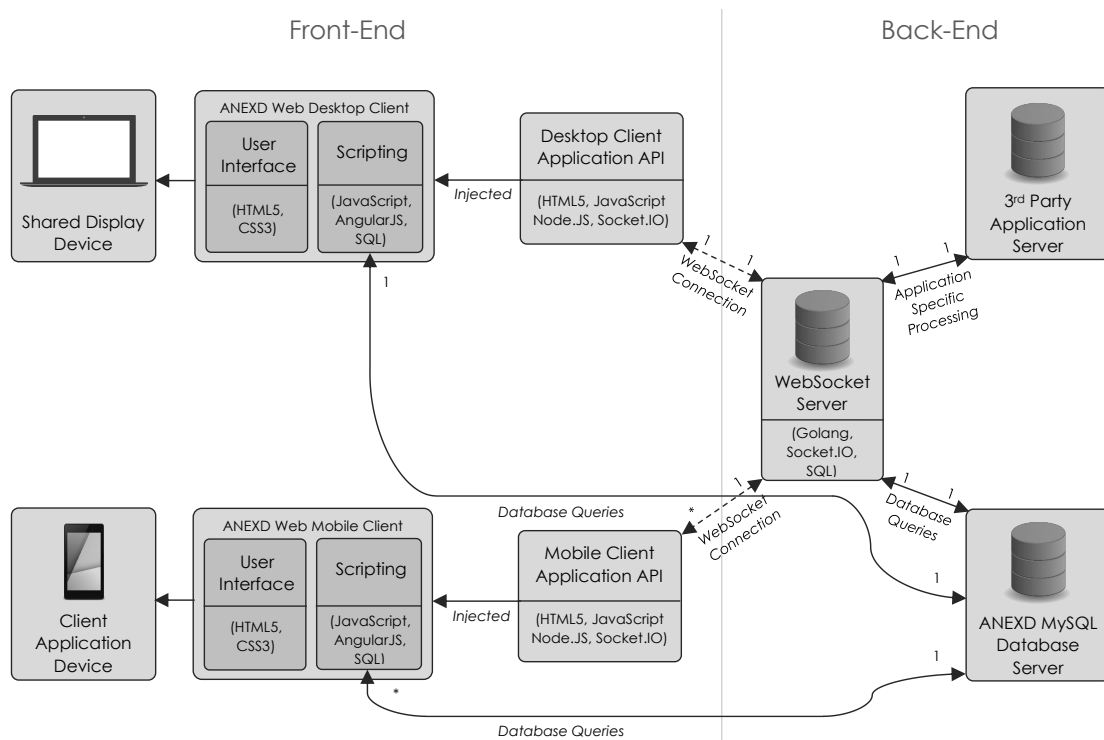 Front-End
Back-End
ANEXD Web Desktop Client
User
Interface
(HTML5,
CSS3)
Scripting
(JavaScript,
AngularJS,
SQL)
Shared Display
Device
Injected
Desktop Client
Application API
(HTML5, JavaScript
Node.JS, Socket.IO)
3rd Party
Application
Server
1
1
WebSocket
Connection
1
1
Application
Specific
Processing
1
WebSocket
Server
(Golang,
Socket.IO,
SQL)
1
*
WebSocket
Connection
1
1
Database
Queries
Database Queries
1
ANEXD Web Mobile Client
User
Interface
(HTML5,
CSS3)
Scripting
(JavaScript,
AngularJS,
SQL)
Client
Application
Device
Injected
Mobile Client
Application API
(HTML5, JavaScript
Node.JS, Socket.IO)
ANEXD MySQL
Database
Server
1
*
Database Queries